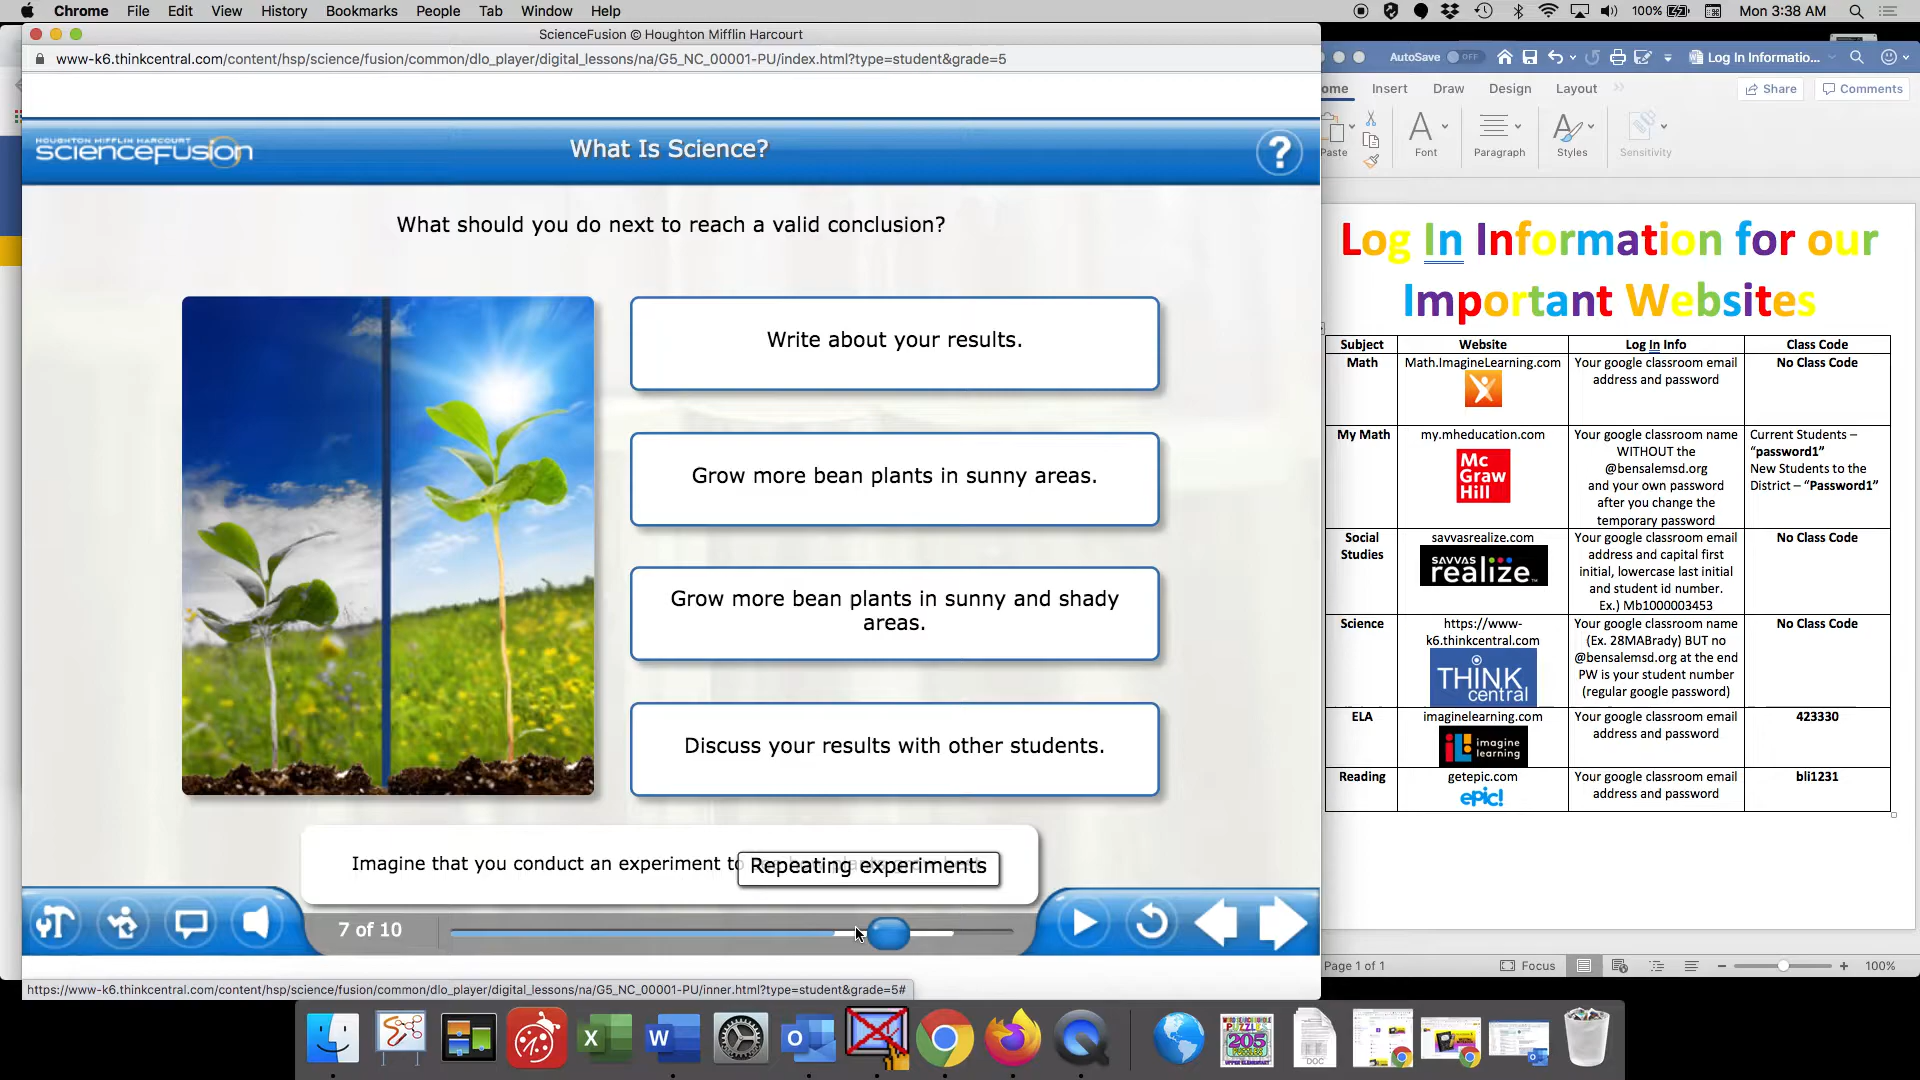 Chrome File Edit View History Bookmarks People Tab Window Help 100% Mon 3:38 AM
ScienceFusion © Houghton Mifflin Harcourt
www-k6.thinkcentral.com/content/hsp/science/fusion/common/dlo_player/digital_lessons/na/G5_NC_00001-PU/index.html?type=student&grade=5
HOUGHTON MIFFLIN HARCOURT
scienceFusion
What Is Science?
?
What should you do next to reach a valid conclusion?
Write about your results.
Grow more bean plants in sunny areas.
Grow more bean plants in sunny and shady
areas.
Discuss your results with other students.
Imagine that you conduct an experiment to
Repeating experiments
7 of 10
https://www-k6.thinkcentral.com/content/hsp/science/fusion/common/dlo_player/digital_lessons/na/G5_NC_00001-PU/inner.html?type=student&grade=5#
AutoSave OFF Log In Informatio...
ome Insert Draw Design Layout Share Comments
Paste Font Paragraph Styles Sensitivity
Log In Information for our
Important Websites
Subject Website Log In Info Class Code
Math Math.ImagineLearning.com Your google classroom email No Class Code
address and password
My Math my.mheducation.com Your google classroom name Current Students –
WITHOUT the “password1”
@bensalemsd.org New Students to the
and your own password District – “Password1”
after you change the
temporary password
Mc
Graw
Hill
Social savvasrealize.com Your google classroom email No Class Code
Studies address and capital first
initial, lowercase last initial
and student id number.
Ex.) Mb1000003453
SAVVAS
realize
Science https://www- Your google classroom name No Class Code
k6.thinkcentral.com (Ex. 28MABrady) BUT no
@bensalemsd.org at the end
PW is your student number
(regular google password)
THINK
central
ELA imaginelearning.com Your google classroom email 423330
address and password
imagine
learning
Reading getepic.com Your google classroom email bli1231
epic! address and password
Page 1 of 1 Focus 100%
205
DOC